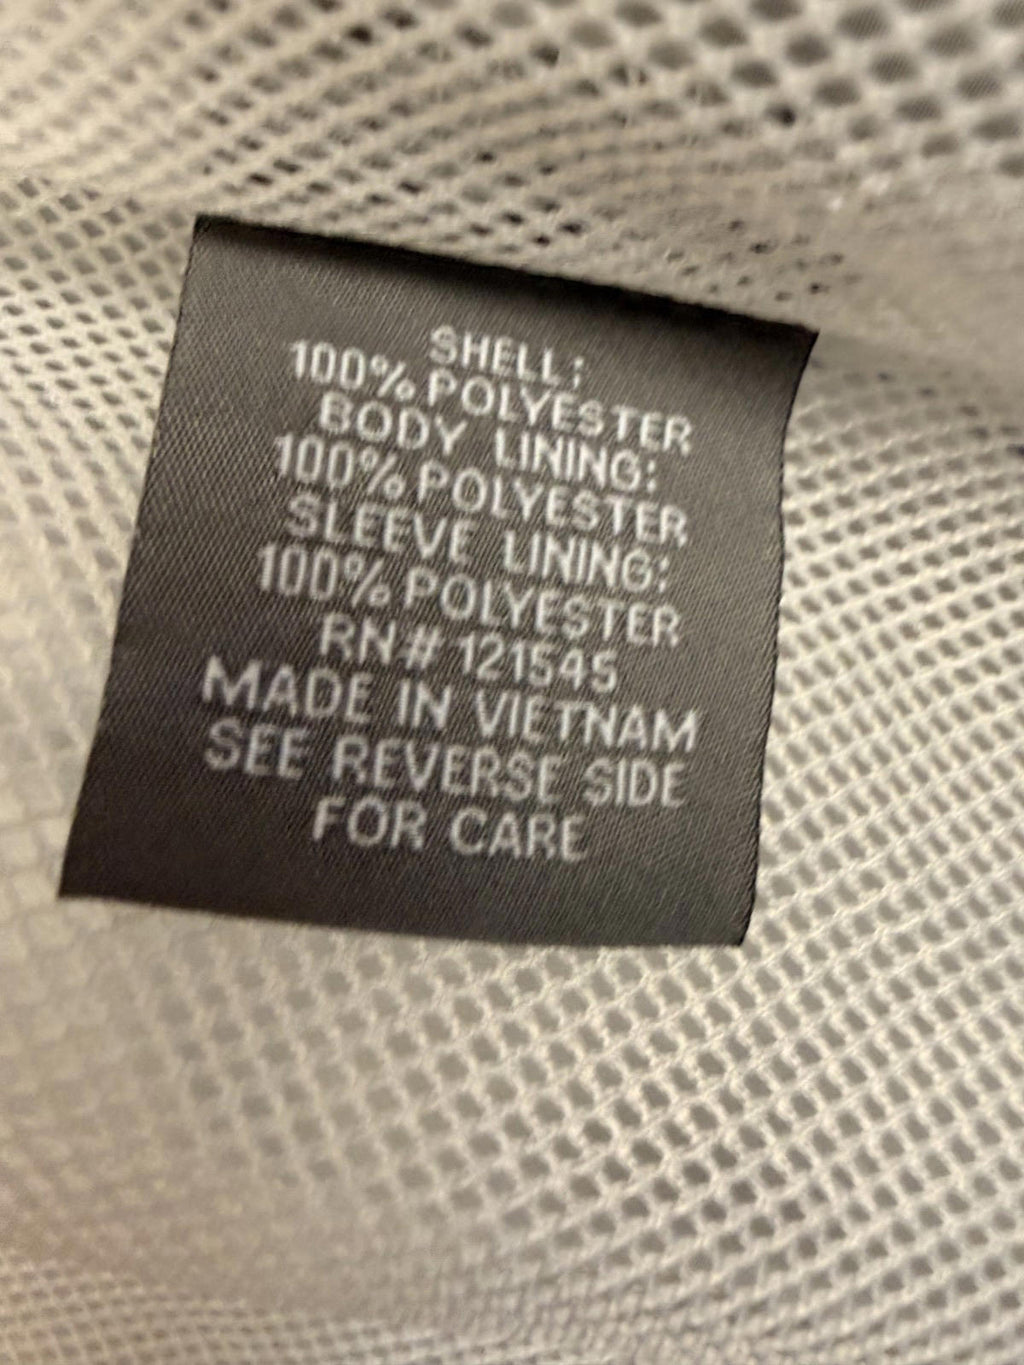 SHELL:
100% POLYESTER
BODY LINING:
100% POLYESTER
SLEEVE LINING:
100% POLYESTER
RN# 121545
MADE IN VIETNAM
SEE REVERSE SIDE
FOR CARE